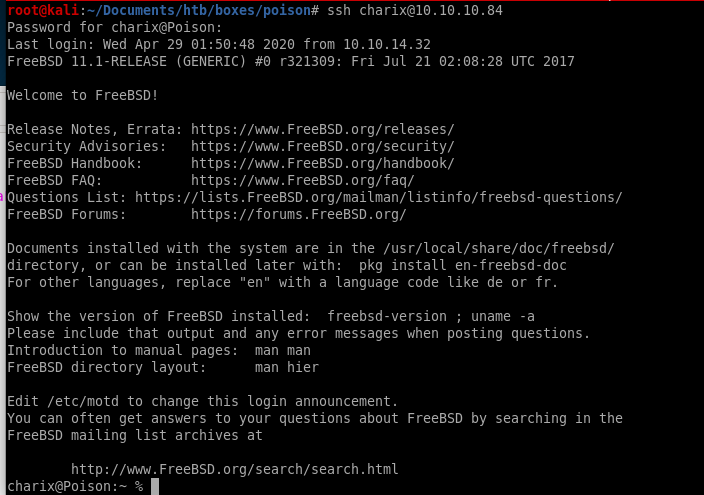 root@kali:~/Documents/htb/boxes/poison# ssh charix@10.10.10.84
Password for charix@Poison:
Last login: Wed Apr 29 01:50:48 2020 from 10.10.14.32
FreeBSD 11.1-RELEASE (GENERIC) #0 r321309: Fri Jul 21 02:08:28 UTC 2017

Welcome to FreeBSD!

Release Notes, Errata: https://www.FreeBSD.org/releases/
Security Advisories:   https://www.FreeBSD.org/security/
FreeBSD Handbook:      https://www.FreeBSD.org/handbook/
FreeBSD FAQ:           https://www.FreeBSD.org/faq/
Questions List: https://lists.FreeBSD.org/mailman/listinfo/freebsd-questions/
FreeBSD Forums:        https://forums.FreeBSD.org/

Documents installed with the system are in the /usr/local/share/doc/freebsd/
directory, or can be installed later with:  pkg install en-freebsd-doc
For other languages, replace "en" with a language code like de or fr.

Show the version of FreeBSD installed:  freebsd-version ; uname -a
Please include that output and any error messages when posting questions.
Introduction to manual pages:  man man
FreeBSD directory layout:      man hier

Edit /etc/motd to change this login announcement.
You can often get answers to your questions about FreeBSD by searching in the
FreeBSD mailing list archives at

        http://www.FreeBSD.org/search/search.html
charix@Poison:~ %